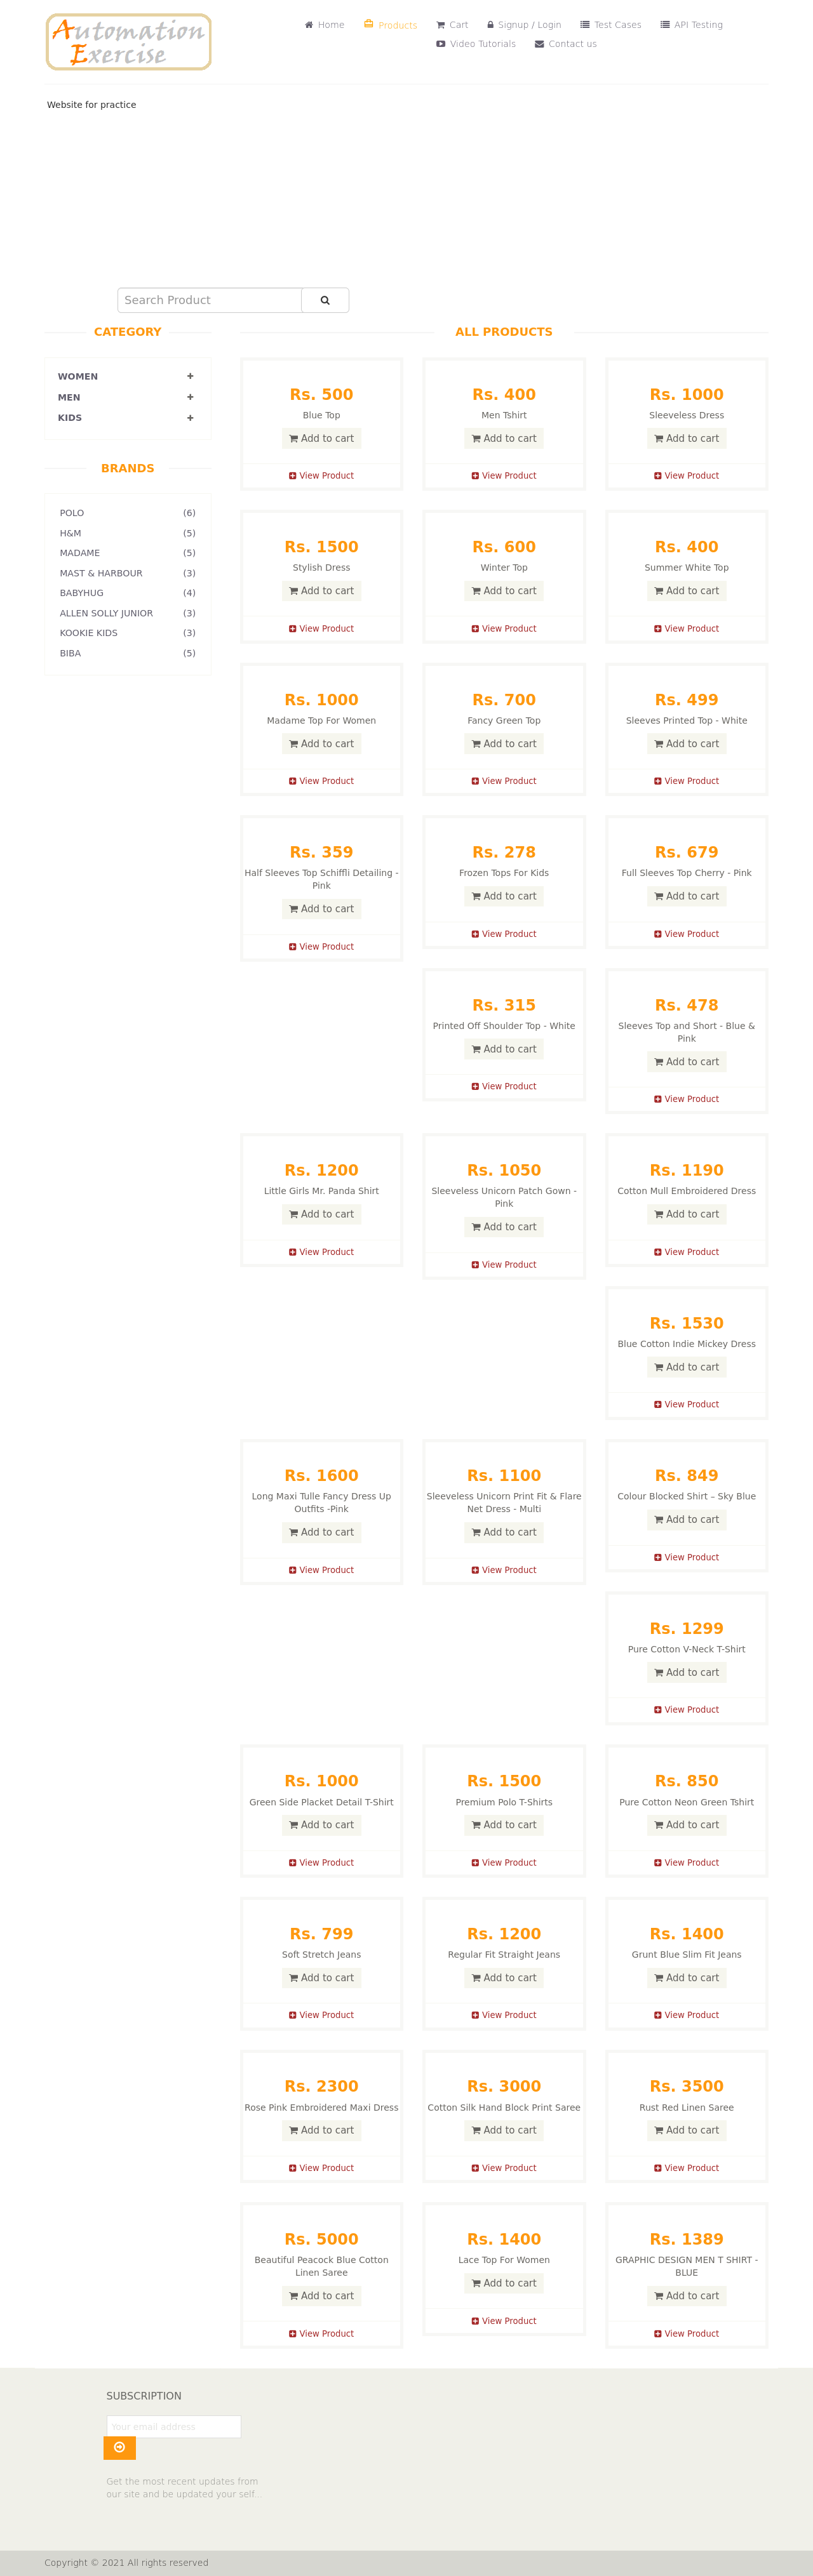 Automation
Exercise
Home
Products
Cart
Signup / Login
Test Cases
API Testing
Video Tutorials
Contact us
Website for practice
Search Product
CATEGORY
WOMEN
MEN
KIDS
BRANDS
POLO (6)
H&M (5)
MADAME (5)
MAST & HARBOUR (3)
BABYHUG (4)
ALLEN SOLLY JUNIOR (3)
KOOKIE KIDS (3)
BIBA (5)
ALL PRODUCTS
Rs. 500
Blue Top
Add to cart
View Product
Rs. 400
Men Tshirt
Add to cart
View Product
Rs. 1000
Sleeveless Dress
Add to cart
View Product
Rs. 1500
Stylish Dress
Add to cart
View Product
Rs. 600
Winter Top
Add to cart
View Product
Rs. 400
Summer White Top
Add to cart
View Product
Rs. 1000
Madame Top For Women
Add to cart
View Product
Rs. 700
Fancy Green Top
Add to cart
View Product
Rs. 499
Sleeves Printed Top - White
Add to cart
View Product
Rs. 359
Half Sleeves Top Schiffli Detailing -
Pink
Add to cart
View Product
Rs. 278
Frozen Tops For Kids
Add to cart
View Product
Rs. 679
Full Sleeves Top Cherry - Pink
Add to cart
View Product
Rs. 315
Printed Off Shoulder Top - White
Add to cart
View Product
Rs. 478
Sleeves Top and Short - Blue &
Pink
Add to cart
View Product
Rs. 1200
Little Girls Mr. Panda Shirt
Add to cart
View Product
Rs. 1050
Sleeveless Unicorn Patch Gown -
Pink
Add to cart
View Product
Rs. 1190
Cotton Mull Embroidered Dress
Add to cart
View Product
Rs. 1530
Blue Cotton Indie Mickey Dress
Add to cart
View Product
Rs. 1600
Long Maxi Tulle Fancy Dress Up
Outfits -Pink
Add to cart
View Product
Rs. 1100
Sleeveless Unicorn Print Fit & Flare
Net Dress - Multi
Add to cart
View Product
Rs. 849
Colour Blocked Shirt – Sky Blue
Add to cart
View Product
Rs. 1299
Pure Cotton V-Neck T-Shirt
Add to cart
View Product
Rs. 1000
Green Side Placket Detail T-Shirt
Add to cart
View Product
Rs. 1500
Premium Polo T-Shirts
Add to cart
View Product
Rs. 850
Pure Cotton Neon Green Tshirt
Add to cart
View Product
Rs. 799
Soft Stretch Jeans
Add to cart
View Product
Rs. 1200
Regular Fit Straight Jeans
Add to cart
View Product
Rs. 1400
Grunt Blue Slim Fit Jeans
Add to cart
View Product
Rs. 2300
Rose Pink Embroidered Maxi Dress
Add to cart
View Product
Rs. 3000
Cotton Silk Hand Block Print Saree
Add to cart
View Product
Rs. 3500
Rust Red Linen Saree
Add to cart
View Product
Rs. 5000
Beautiful Peacock Blue Cotton
Linen Saree
Add to cart
View Product
Rs. 1400
Lace Top For Women
Add to cart
View Product
Rs. 1389
GRAPHIC DESIGN MEN T SHIRT -
BLUE
Add to cart
View Product
SUBSCRIPTION
Your email address
Get the most recent updates from
our site and be updated your self...
Copyright © 2021 All rights reserved